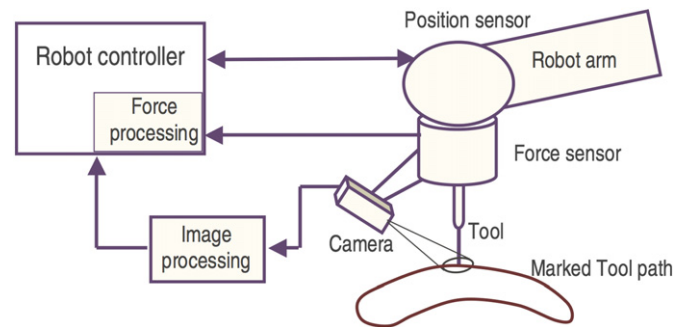 Position sensor
Robot controller
Robot arm
Force
processing
Force sensor
Image
processing
Camera
Tool
Marked Tool path